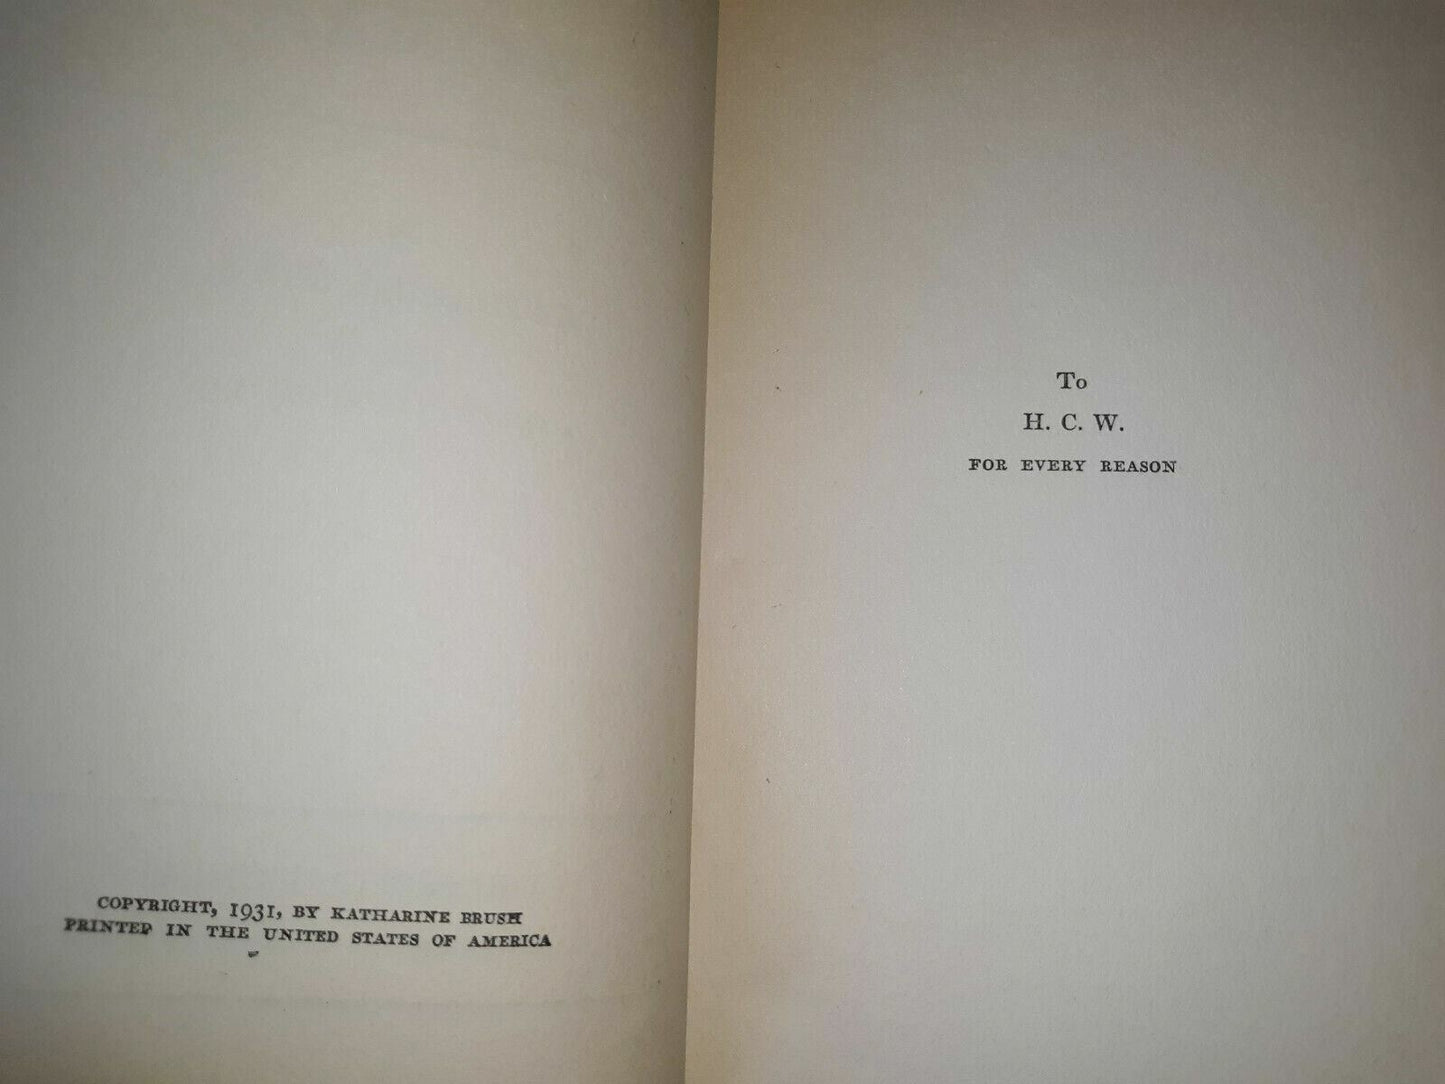 COPYRIGHT, 1931, BY KATHARINE BRUSH
PRINTED IN THE UNITED STATES OF AMERICA
To
H. C. W.
FOR EVERY REASON